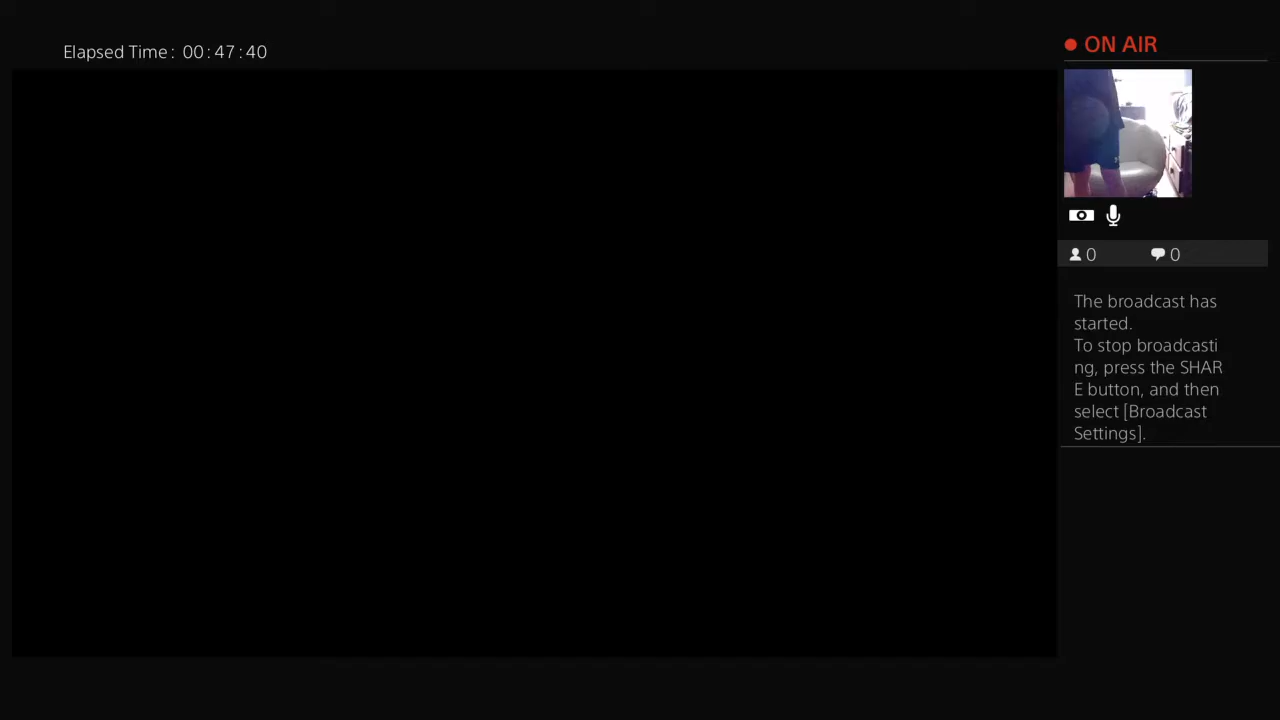 Elapsed Time: 00:47:40
ON AIR
0 0
The broadcast has
started.
To stop broadcasti
ng, press the SHAR
E button, and then
select [Broadcast
Settings].